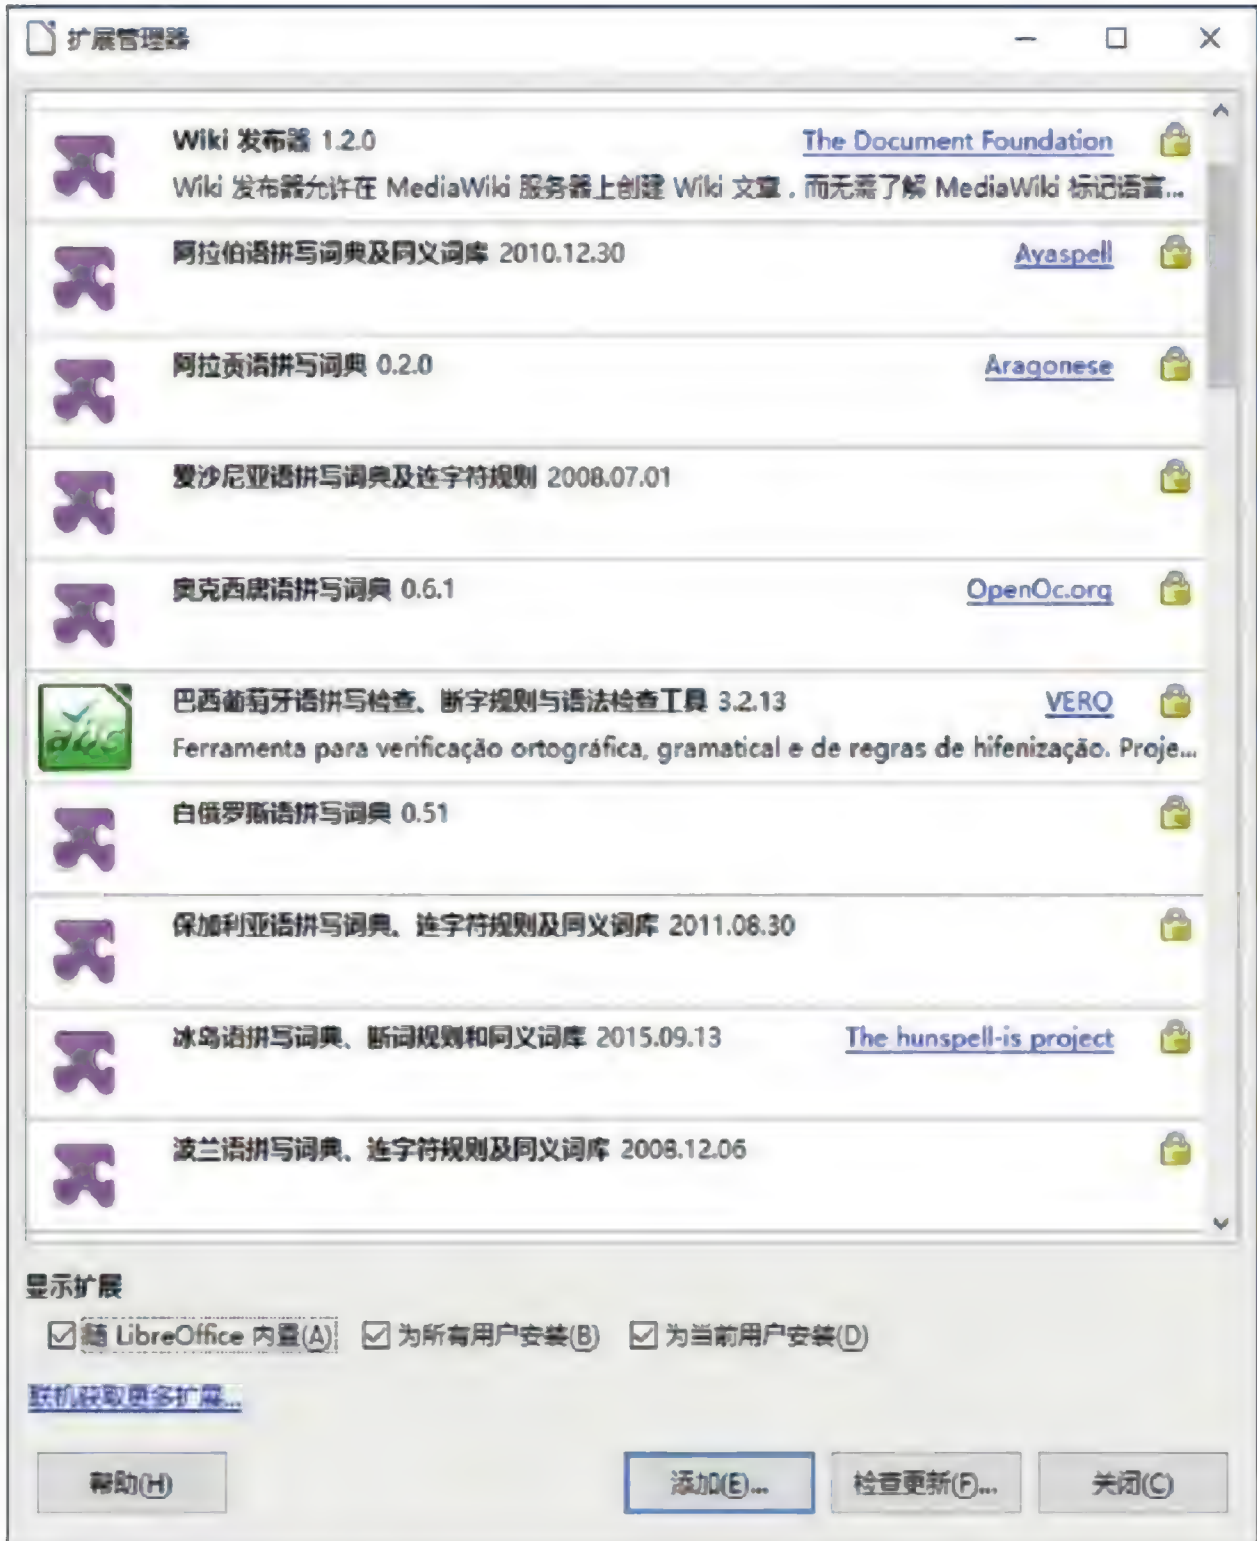 扩展管理器
Wiki 发布器 1.2.0 The Document Foundation
Wiki 发布器允许在 MediaWiki 服务器上创建 Wiki 文章，而无需了解 MediaWiki 标记语言...
阿拉伯语拼写词典及同义词库 2010.12.30 Ayaspell
阿拉贡语拼写词典 0.2.0 Aragonese
爱沙尼亚语拼写词典及连字符规则 2008.07.01
奥克西唐语拼写词典 0.6.1 OpenOc.org
巴西葡萄牙语拼写检查、断字规则与语法检查工具 3.2.13 VERO
Ferramenta para verificação ortográfica, gramatical e de regras de hifenização. Proje...
白俄罗斯语拼写词典 0.51
保加利亚语拼写词典、连字符规则及同义词库 2011.08.30
冰岛语拼写词典、断词规则和同义词库 2015.09.13 The hunspell-is project
波兰语拼写词典、连字符规则及同义词库 2008.12.06
显示扩展
随 LibreOffice 内置(A) 为所有用户安装(B) 为当前用户安装(D)
联机获取更多扩展...
帮助(H) 添加(E)... 检查更新(F)... 关闭(C)